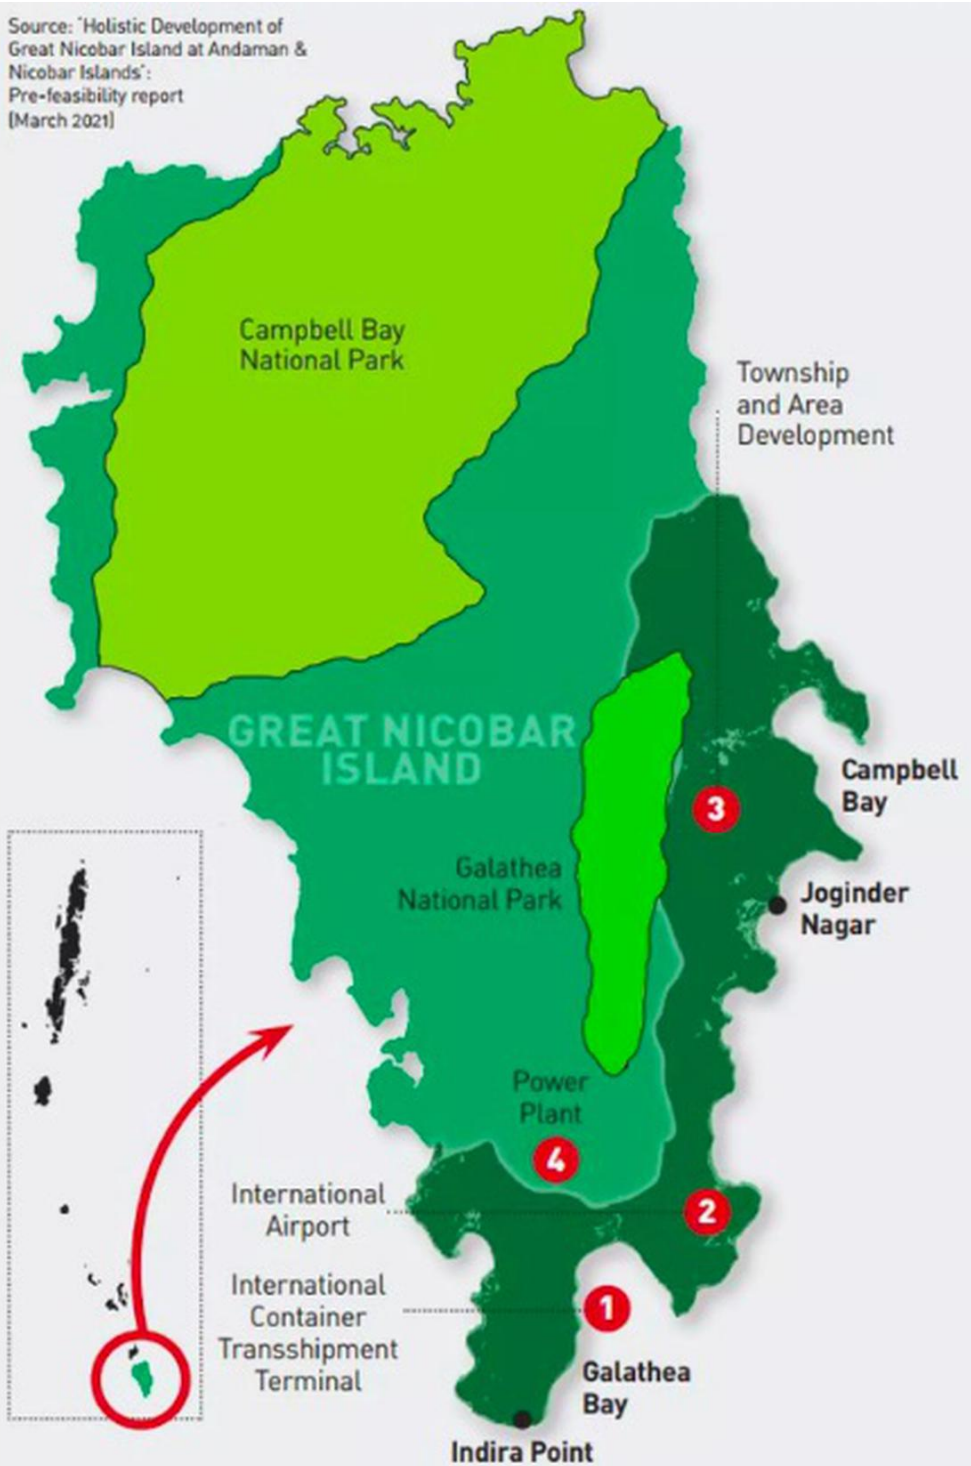 Source: 'Holistic Development of
Great Nicobar Island at Andaman &
Nicobar Islands':
Pre-feasibility report
(March 2021)
Campbell Bay
National Park
Township
and Area
Development
GREAT NICOBAR
ISLAND
Campbell
Bay
3
Galathea
National Park
Joginder
Nagar
Power
Plant
4
International
Airport
2
International
Container
Transshipment
Terminal
1
Galathea
Bay
Indira Point